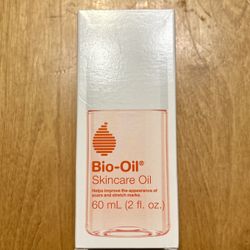 Bio-Oil®
Skincare Oil
Helps improve the appearance of
scars and stretch marks.
60 mL (2 fl. oz.)